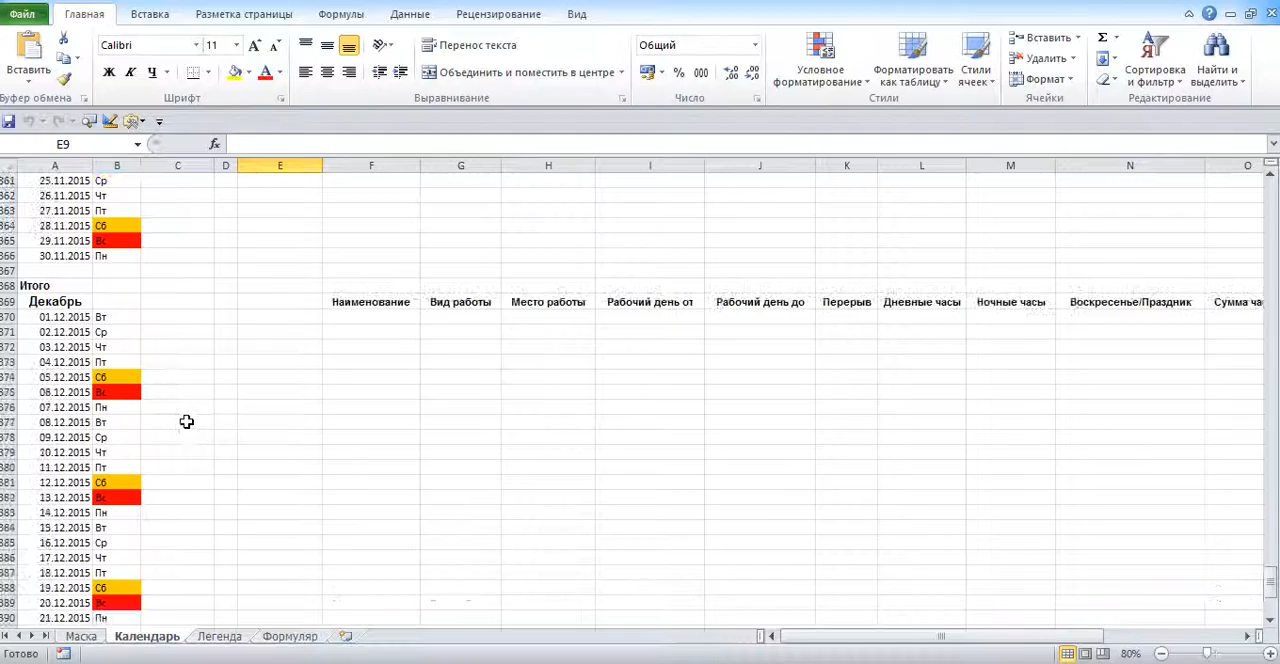 Файл Главная Вставка Разметка страницы Формулы Данные Рецензирование Вид
Calibri 11 Перенос текста Общий Вставить Σ
Вставить Ж К Ч Объединить и поместить в центре % 000 Условное форматирование Форматировать как таблицу Стили ячеек Удалить Формат Сортировка и фильтр Найти и выделить
Буфер обмена Шрифт Выравнивание Число Стили Ячейки Редактирование
E9 fx
A B C D E F G H I J K L M N O
361 25.11.2015 Ср
362 26.11.2015 Чт
363 27.11.2015 Пт
364 28.11.2015 Сб
365 29.11.2015 Вс
366 30.11.2015 Пн
367
368 Итого
369 Декабрь Наименование Вид работы Место работы Рабочий день от Рабочий день до Перерыв Дневные часы Ночные часы Воскресенье/Праздник Сумма ча
370 01.12.2015 Вт
371 02.12.2015 Ср
372 03.12.2015 Чт
373 04.12.2015 Пт
374 05.12.2015 Сб
375 06.12.2015 Вс
376 07.12.2015 Пн
377 08.12.2015 Вт
378 09.12.2015 Ср
379 10.12.2015 Чт
380 11.12.2015 Пт
381 12.12.2015 Сб
382 13.12.2015 Вс
383 14.12.2015 Пн
384 15.12.2015 Вт
385 16.12.2015 Ср
386 17.12.2015 Чт
387 18.12.2015 Пт
388 19.12.2015 Сб
389 20.12.2015 Вс
390 21.12.2015 Пн
Маска Календарь Легенда Формуляр
Готово 80%